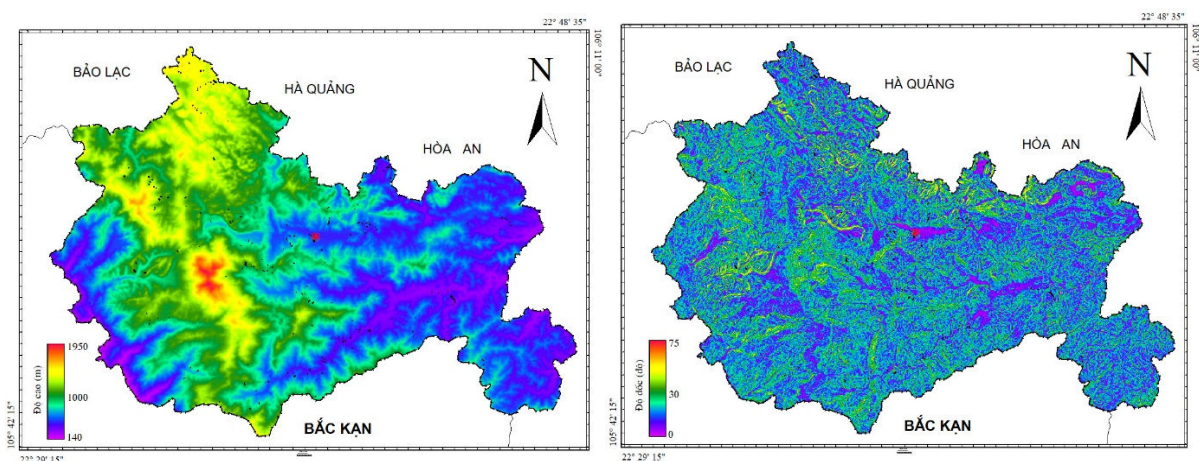 22° 48' 35"
106° 11' 00"
BẢO LẠC
HÀ QUẢNG
N
HÒA AN
1950
1000
140
Độ cao (m)
BẮC KẠN
105° 42' 15"
22° 29' 15"
22° 48' 35"
106° 11' 00"
BẢO LẠC
HÀ QUẢNG
N
HÒA AN
75
30
0
Độ dốc (độ)
BẮC KẠN
105° 42' 15"
22° 29' 15"